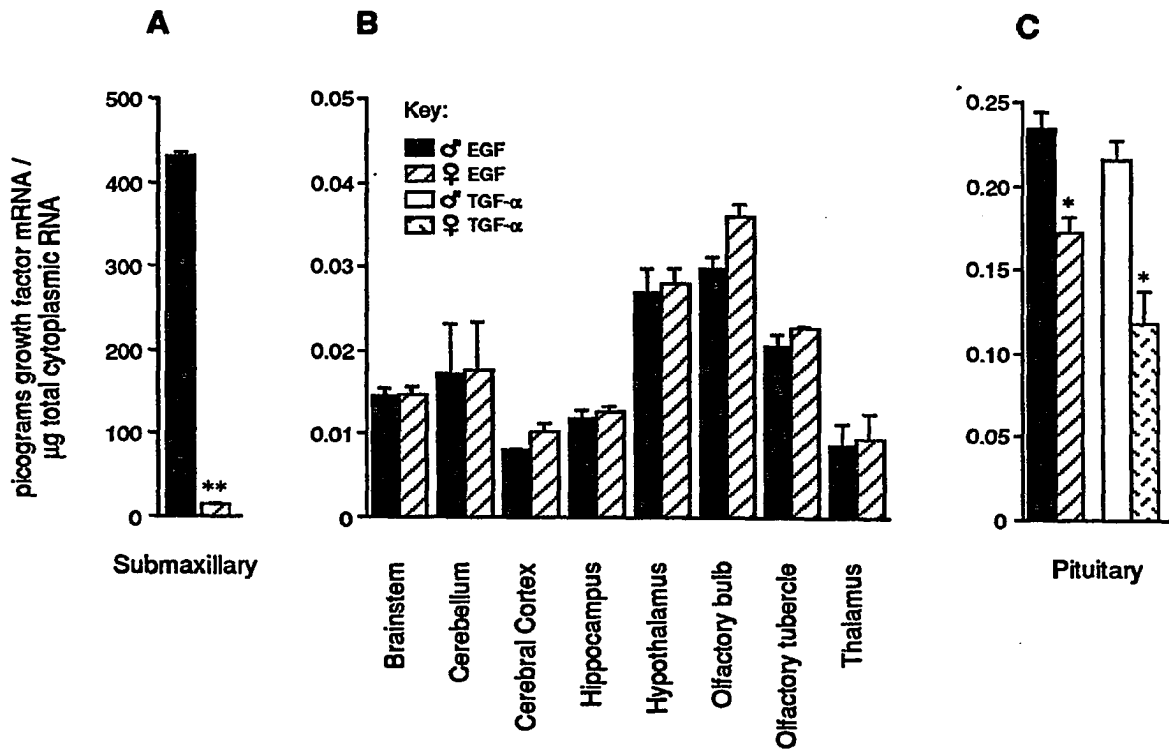 A
B
C
picograms growth factor mRNA /
μg total cytoplasmic RNA
500
400
300
200
100
0
**
Submaxillary
0.05
0.04
0.03
0.02
0.01
0
Key:
♂ EGF
♀ EGF
♂ TGF-α
♀ TGF-α
Brainstem
Cerebellum
Cerebral Cortex
Hippocampus
Hypothalamus
Olfactory bulb
Olfactory tubercle
Thalamus
0.25
0.20
0.15
0.10
0.05
0
*
*
Pituitary